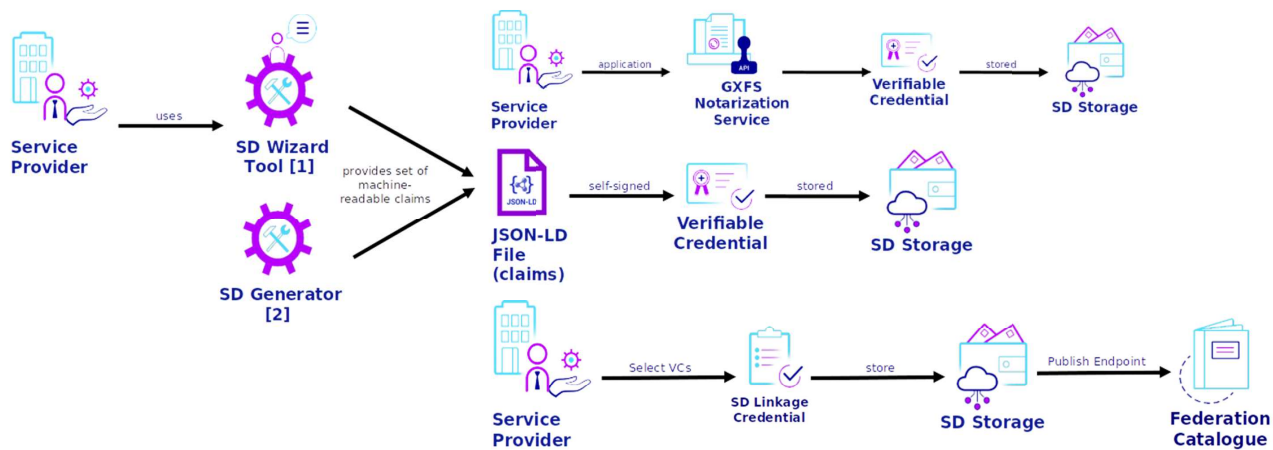 Service
Provider
uses
SD Wizard
Tool [1]
SD Generator
[2]
provides set of
machine-
readable claims
Service
Provider
application
API
GXFS
Notarization
Service
Verifiable
Credential
stored
SD Storage
JSON-LD
JSON-LD
File
(claims)
self-signed
Verifiable
Credential
stored
SD Storage
Service
Provider
Select VCs
SD Linkage
Credential
store
SD Storage
Publish Endpoint
Federation
Catalogue